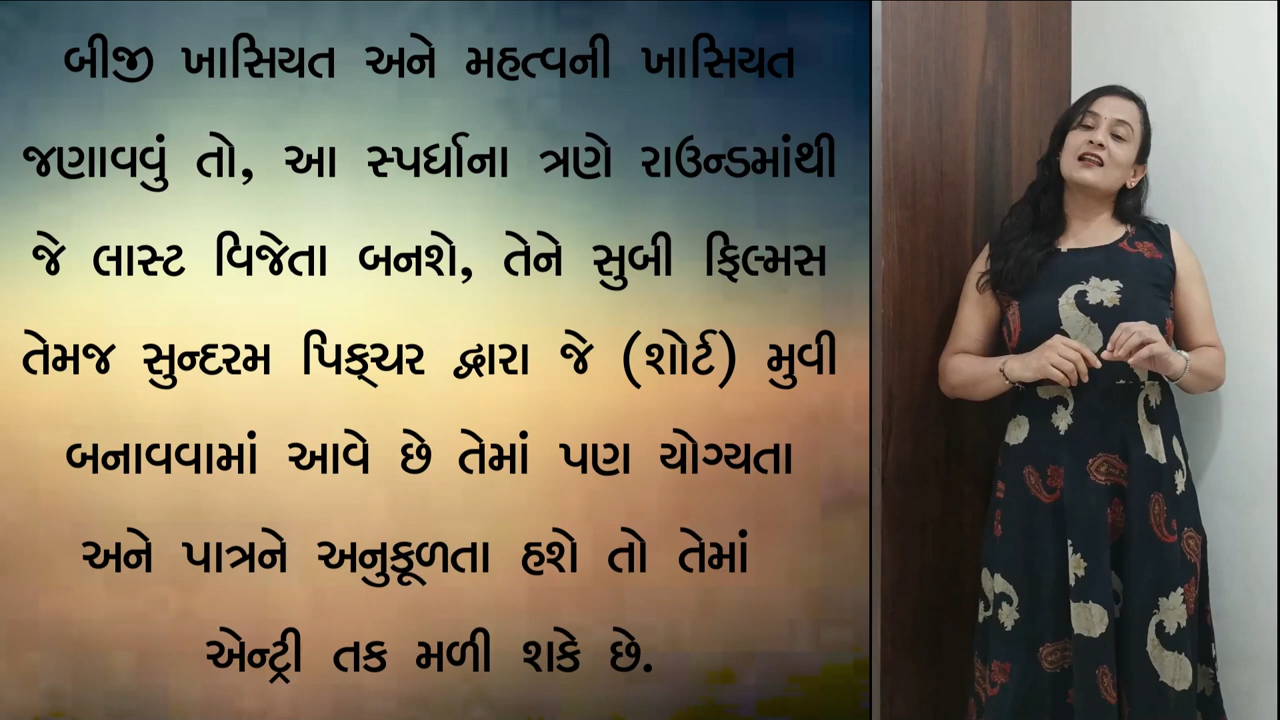 બીજી ખાસિયત અને મહત્વની ખાસિયત
જણાવવું તો, આ સ્પર્ધાના ત્રણે રાઉન્ડમાંથી
જે લાસ્ટ વિજેતા બનશે, તેને સુબી ફિલ્મસ
તેમજ સુન્દરમ પિક્ચર દ્વારા જે (શોર્ટ) મુવી
બનાવવામાં આવે છે તેમાં પણ યોગ્યતા
અને પાત્રને અનુકૂળતા હશે તો તેમાં
એન્ટ્રી તક મળી શકે છે.